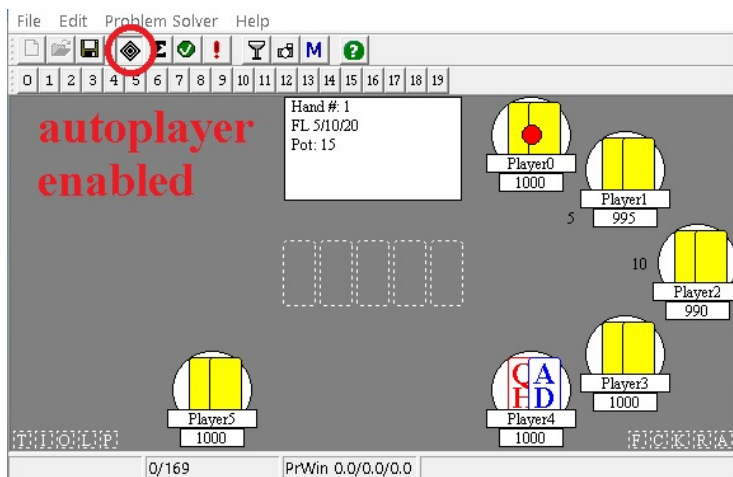 File Edit Problem Solver Help
Σ ! M ?
0 1 2 3 4 5 6 7 8 9 10 11 12 13 14 15 16 17 18 19
autoplayer
enabled
Hand #: 1
FL 5/10/20
Pot: 15
Player0
1000
Player1
5 995
10
Player2
990
Player3
1000
Q A
H D
Player4
1000
Player5
1000
T I O L P
F C K R A
0/169 PrWin 0.0/0.0/0.0